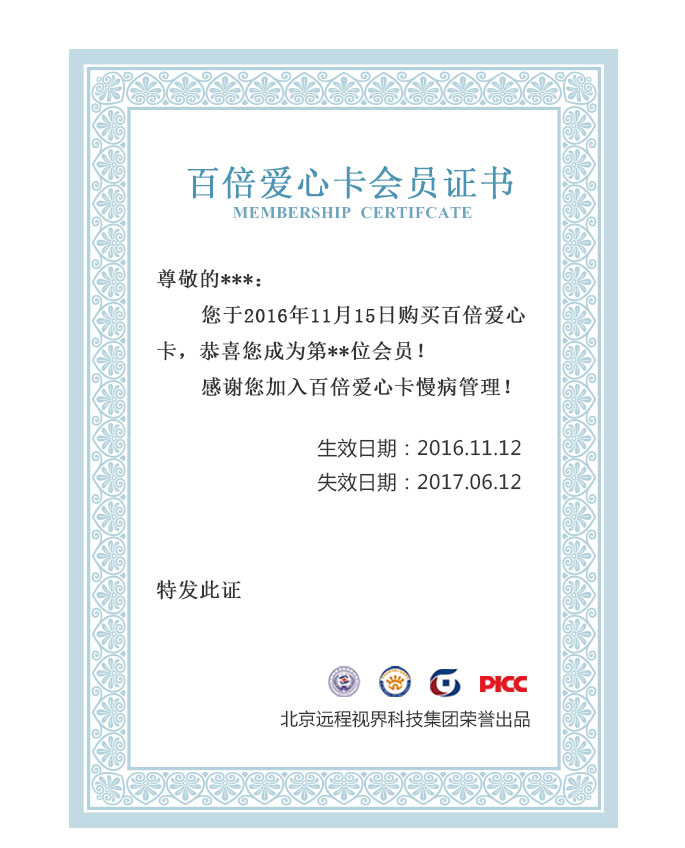 百倍爱心卡会员证书
MEMBERSHIP CERTIFCATE
尊敬的***：
您于2016年11月15日购买百倍爱心
卡，恭喜您成为第**位会员！
感谢您加入百倍爱心卡慢病管理！
生效日期：2016.11.12
失效日期：2017.06.12
特发此证
PICC
北京远程视界科技集团荣誉出品